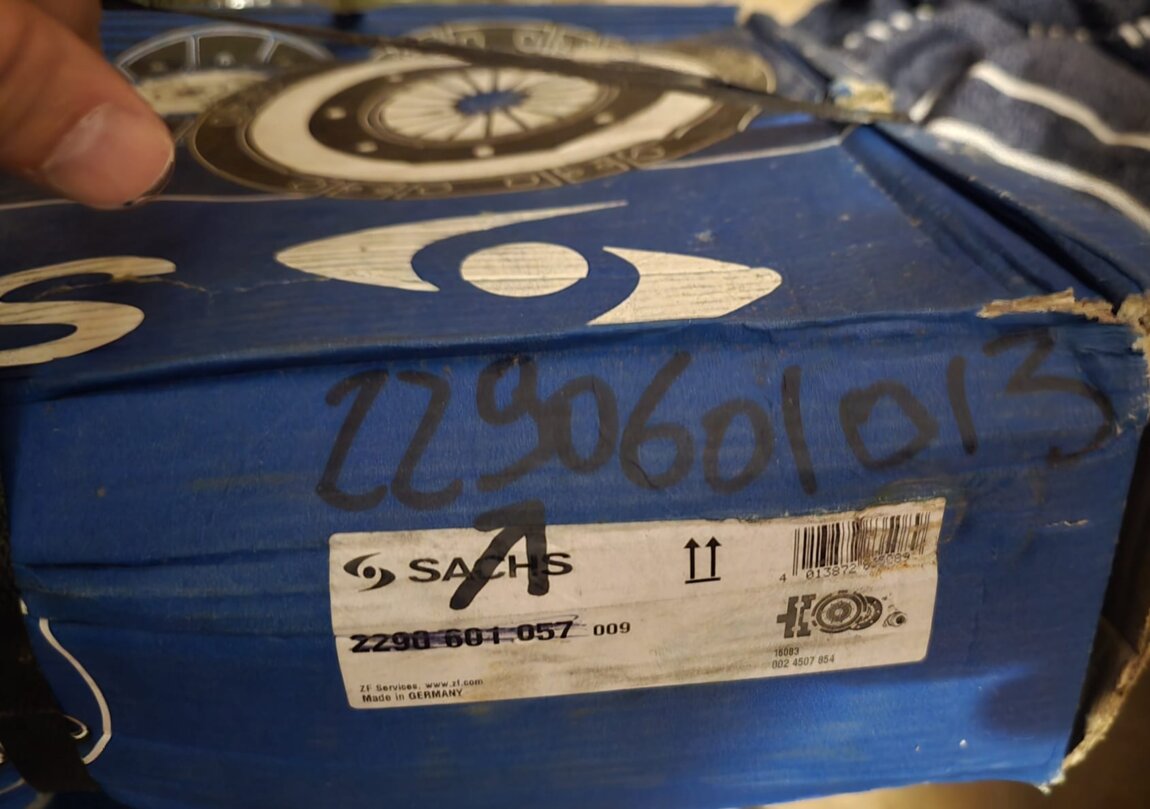 S
2290601013
SACHS
2290 601 057 009
4 013872
16083
002 4507 854
ZF Services, www.zf.com
Made in GERMANY